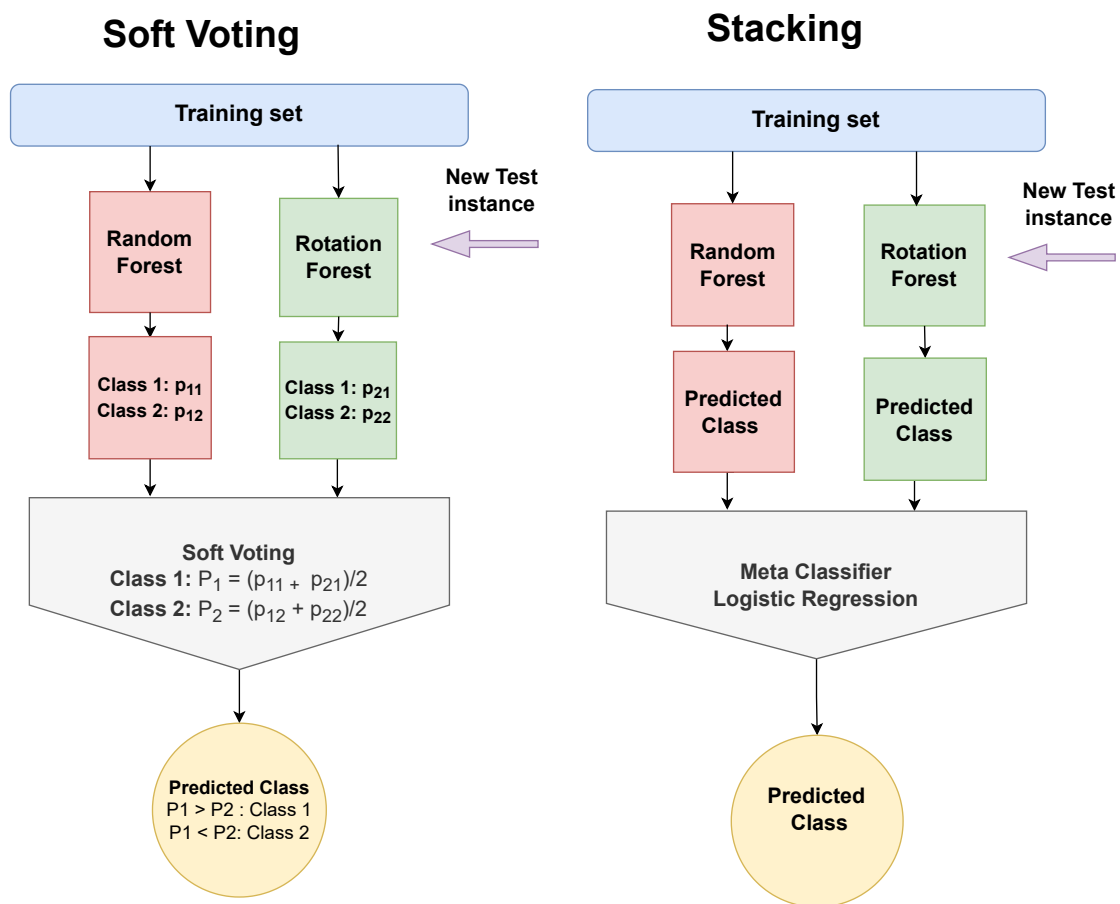 Soft Voting
Training set
New Test
instance
Random
Forest
Rotation
Forest
Class 1: p11
Class 2: p12
Class 1: p21
Class 2: p22
Soft Voting
Class 1: P1 = (p11 + p21)/2
Class 2: P2 = (p12 + p22)/2
Predicted Class
P1 > P2 : Class 1
P1 < P2: Class 2
Stacking
Training set
New Test
instance
Random
Forest
Rotation
Forest
Predicted
Class
Predicted
Class
Meta Classifier
Logistic Regression
Predicted
Class